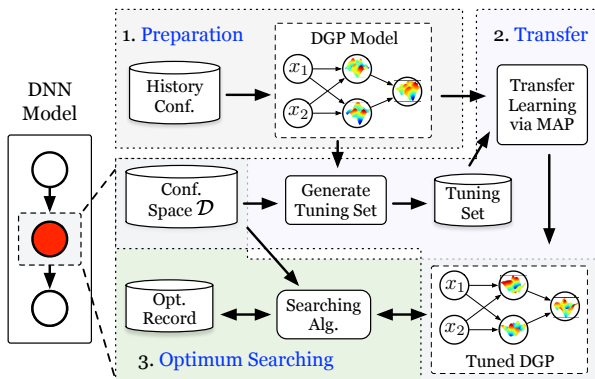 1. Preparation
DGP Model
2. Transfer
DNN
Model
History
Conf.
x1
x2
Transfer
Learning
via MAP
Conf.
Space D
Generate
Tuning Set
Tuning
Set
Opt.
Record
Searching
Alg.
x1
x2
3. Optimum Searching
Tuned DGP